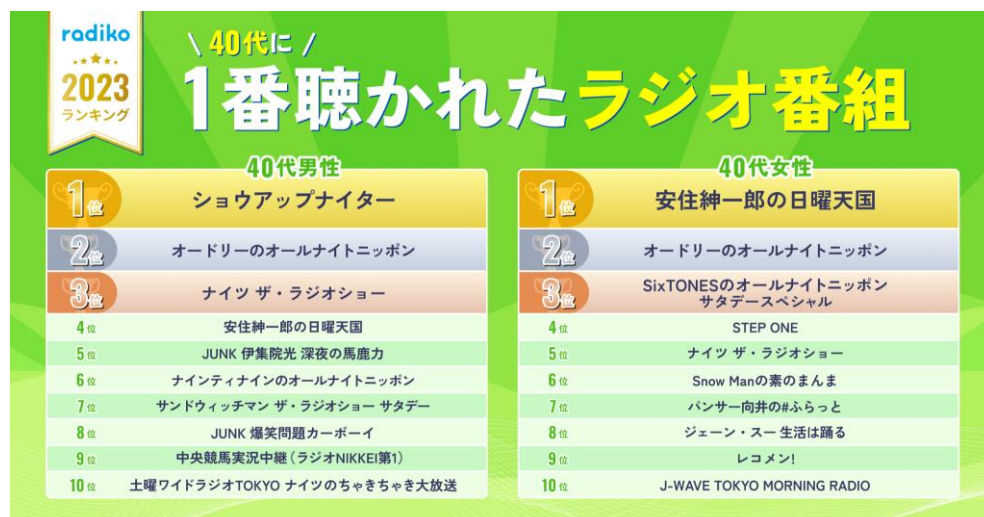 radiko
2023
ランキング
\ 40代に /
1番聴かれたラジオ番組
40代男性
1位 ショウアップナイター
2位 オードリーのオールナイトニッポン
3位 ナイツ ザ・ラジオショー
4位 安住紳一郎の日曜天国
5位 JUNK 伊集院光 深夜の馬鹿力
6位 ナインティナインのオールナイトニッポン
7位 サンドウィッチマン ザ・ラジオショー サタデー
8位 JUNK 爆笑問題カーボーイ
9位 中央競馬実況中継（ラジオNIKKEI第1）
10位 土曜ワイドラジオTOKYO ナイツのちゃきちゃき大放送
40代女性
1位 安住紳一郎の日曜天国
2位 オードリーのオールナイトニッポン
3位 SixTONESのオールナイトニッポン
サタデースペシャル
4位 STEP ONE
5位 ナイツ ザ・ラジオショー
6位 Snow Manの素のまんま
7位 パンサー向井の#ふらっと
8位 ジェーン・スー 生活は踊る
9位 レコメン!
10位 J-WAVE TOKYO MORNING RADIO